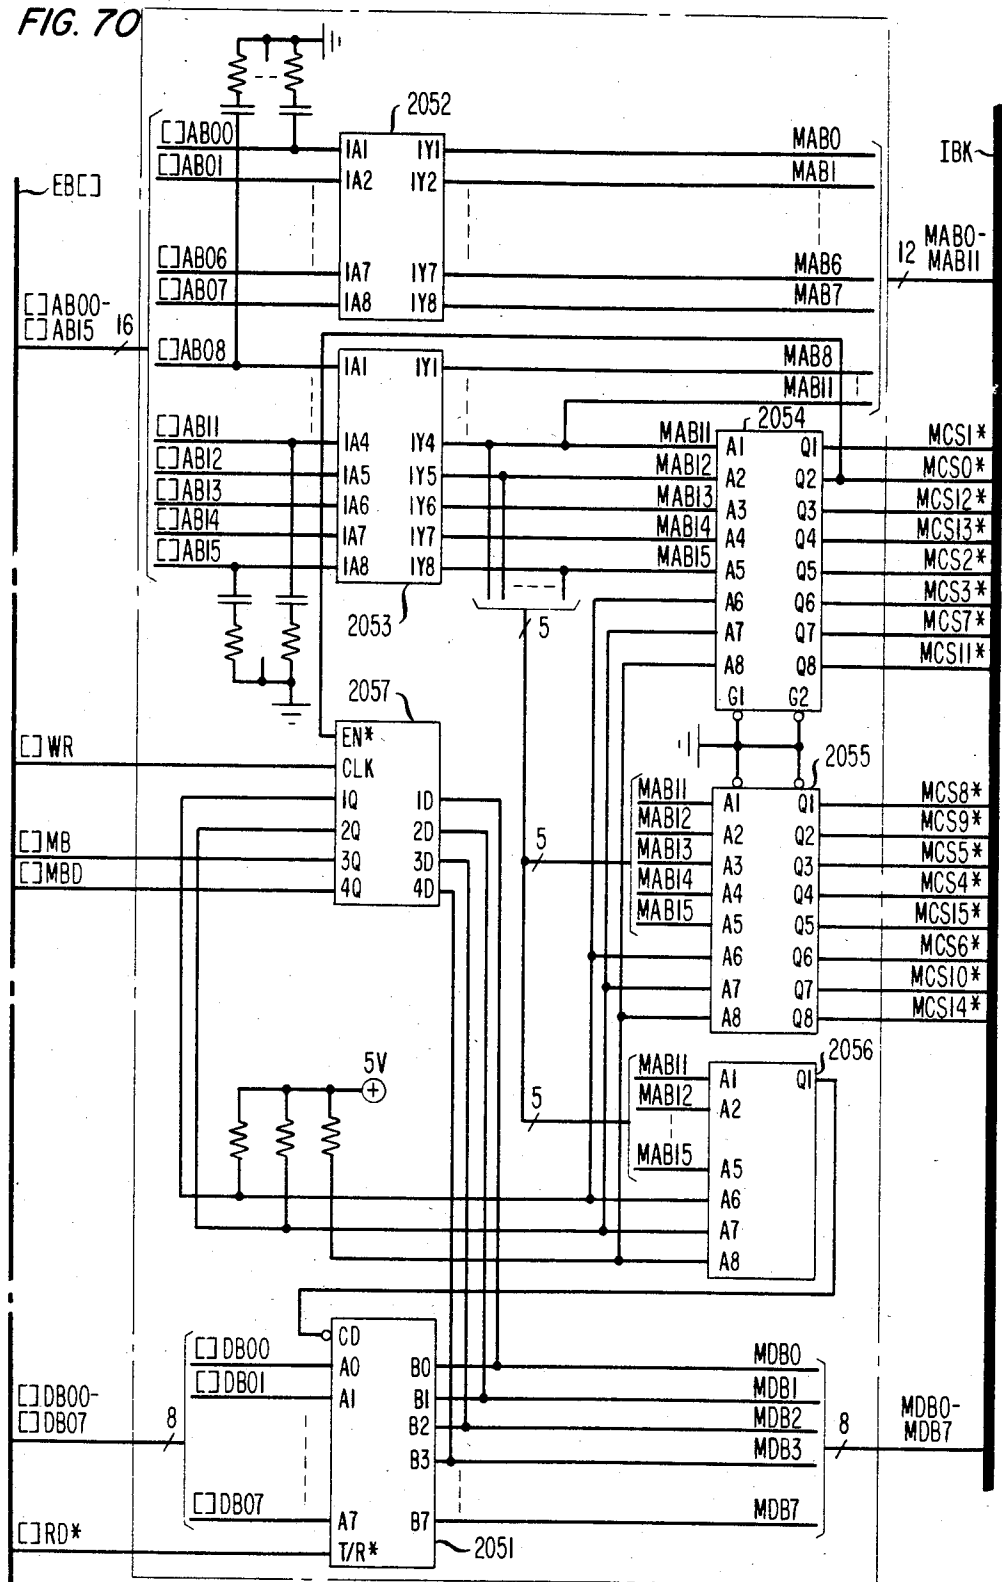 FIG. 70
2052
[]AB00 1A1 1Y1 MAB0
[]AB01 1A2 1Y2 MAB1
IBK
EB[]
[]AB06 1A7 1Y7 MAB6
[]AB07 1A8 1Y8 MAB7
12 MAB0-
MAB11
[]AB00-
[]AB15 16
[]AB08 1A1 1Y1 MAB8
MAB11
2054
[]AB11 1A4 1Y4 MAB11 A1 Q1 MCS1*
[]AB12 1A5 1Y5 MAB12 A2 Q2 MCS0*
[]AB13 1A6 1Y6 MAB13 A3 Q3 MCS12*
[]AB14 1A7 1Y7 MAB14 A4 Q4 MCS13*
[]AB15 1A8 1Y8 MAB15 A5 Q5 MCS2*
A6 Q6 MCS3*
2053 5 A7 Q7 MCS7*
A8 Q8 MCS11*
G1 G2
2057
[]WR EN*
CLK
2055
1Q 1D MAB11 A1 Q1 MCS8*
[]MB 2Q 2D MAB12 A2 Q2 MCS9*
[]MBD 3Q 3D 5 MAB13 A3 Q3 MCS5*
4Q 4D MAB14 A4 Q4 MCS4*
MAB15 A5 Q5 MCS15*
A6 Q6 MCS6*
A7 Q7 MCS10*
A8 Q8 MCS14*
2056
5V MAB11 A1 Q1
5 MAB12 A2
MAB15 A5
A6
A7
A8
CD
[]DB00 A0 B0 MDB0
[]DB01 A1 B1 MDB1
[]DB00-
[]DB07 8 B2 MDB2
B3 MDB3 8 MDB0-
MDB7
[]DB07 A7 B7 MDB7
[]RD* T/R* 2051